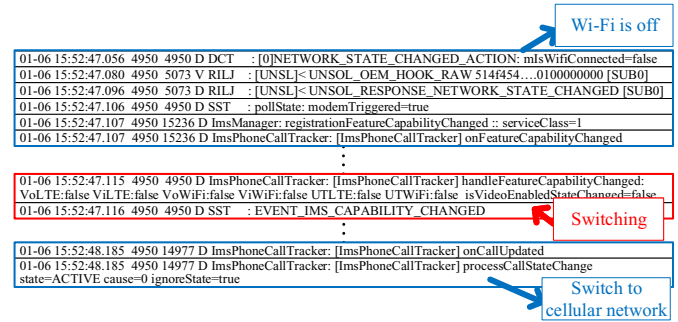 Wi-Fi is off
01-06 15:52:47.056 4950 4950 D DCT : [0]NETWORK_STATE_CHANGED_ACTION: mIsWifiConnected=false
01-06 15:52:47.080 4950 5073 V RILJ : [UNSL]< UNSOL_OEM_HOOK_RAW 514f454....0100000000 [SUB0]
01-06 15:52:47.096 4950 5073 D RILJ : [UNSL]< UNSOL_RESPONSE_NETWORK_STATE_CHANGED [SUB0]
01-06 15:52:47.106 4950 4950 D SST : pollState: modemTriggered=true
01-06 15:52:47.107 4950 15236 D ImsManager: registrationFeatureCapabilityChanged :: serviceClass=1
01-06 15:52:47.107 4950 15236 D ImsPhoneCallTracker: [ImsPhoneCallTracker] onFeatureCapabilityChanged
01-06 15:52:47.115 4950 4950 D ImsPhoneCallTracker: [ImsPhoneCallTracker] handleFeatureCapabilityChanged:
VoLTE:false ViLTE:false VoWiFi:false ViWiFi:false UTLTE:false UTWiFi:false isVideoEnabledStateChanged=false
01-06 15:52:47.116 4950 4950 D SST : EVENT_IMS_CAPABILITY_CHANGED
Switching
01-06 15:52:48.185 4950 14977 D ImsPhoneCallTracker: [ImsPhoneCallTracker] onCallUpdated
01-06 15:52:48.185 4950 14977 D ImsPhoneCallTracker: [ImsPhoneCallTracker] processCallStateChange
state=ACTIVE cause=0 ignoreState=true
Switch to
cellular network